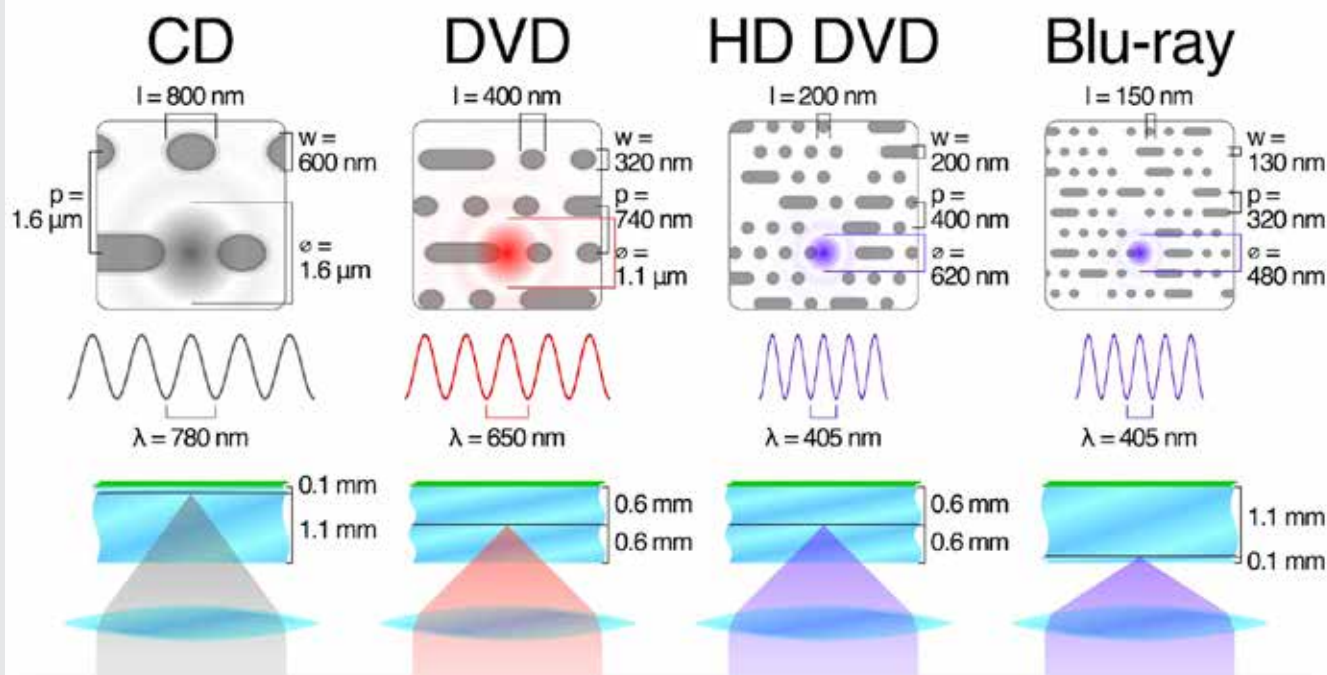 CD
l = 800 nm
w =
600 nm
p =
1.6 µm
⌀ =
1.6 µm
λ = 780 nm
0.1 mm
1.1 mm
DVD
l = 400 nm
w =
320 nm
p =
740 nm
⌀ =
1.1 µm
λ = 650 nm
0.6 mm
0.6 mm
HD DVD
l = 200 nm
w =
200 nm
p =
400 nm
⌀ =
620 nm
λ = 405 nm
0.6 mm
0.6 mm
Blu-ray
l = 150 nm
w =
130 nm
p =
320 nm
⌀ =
480 nm
λ = 405 nm
1.1 mm
0.1 mm